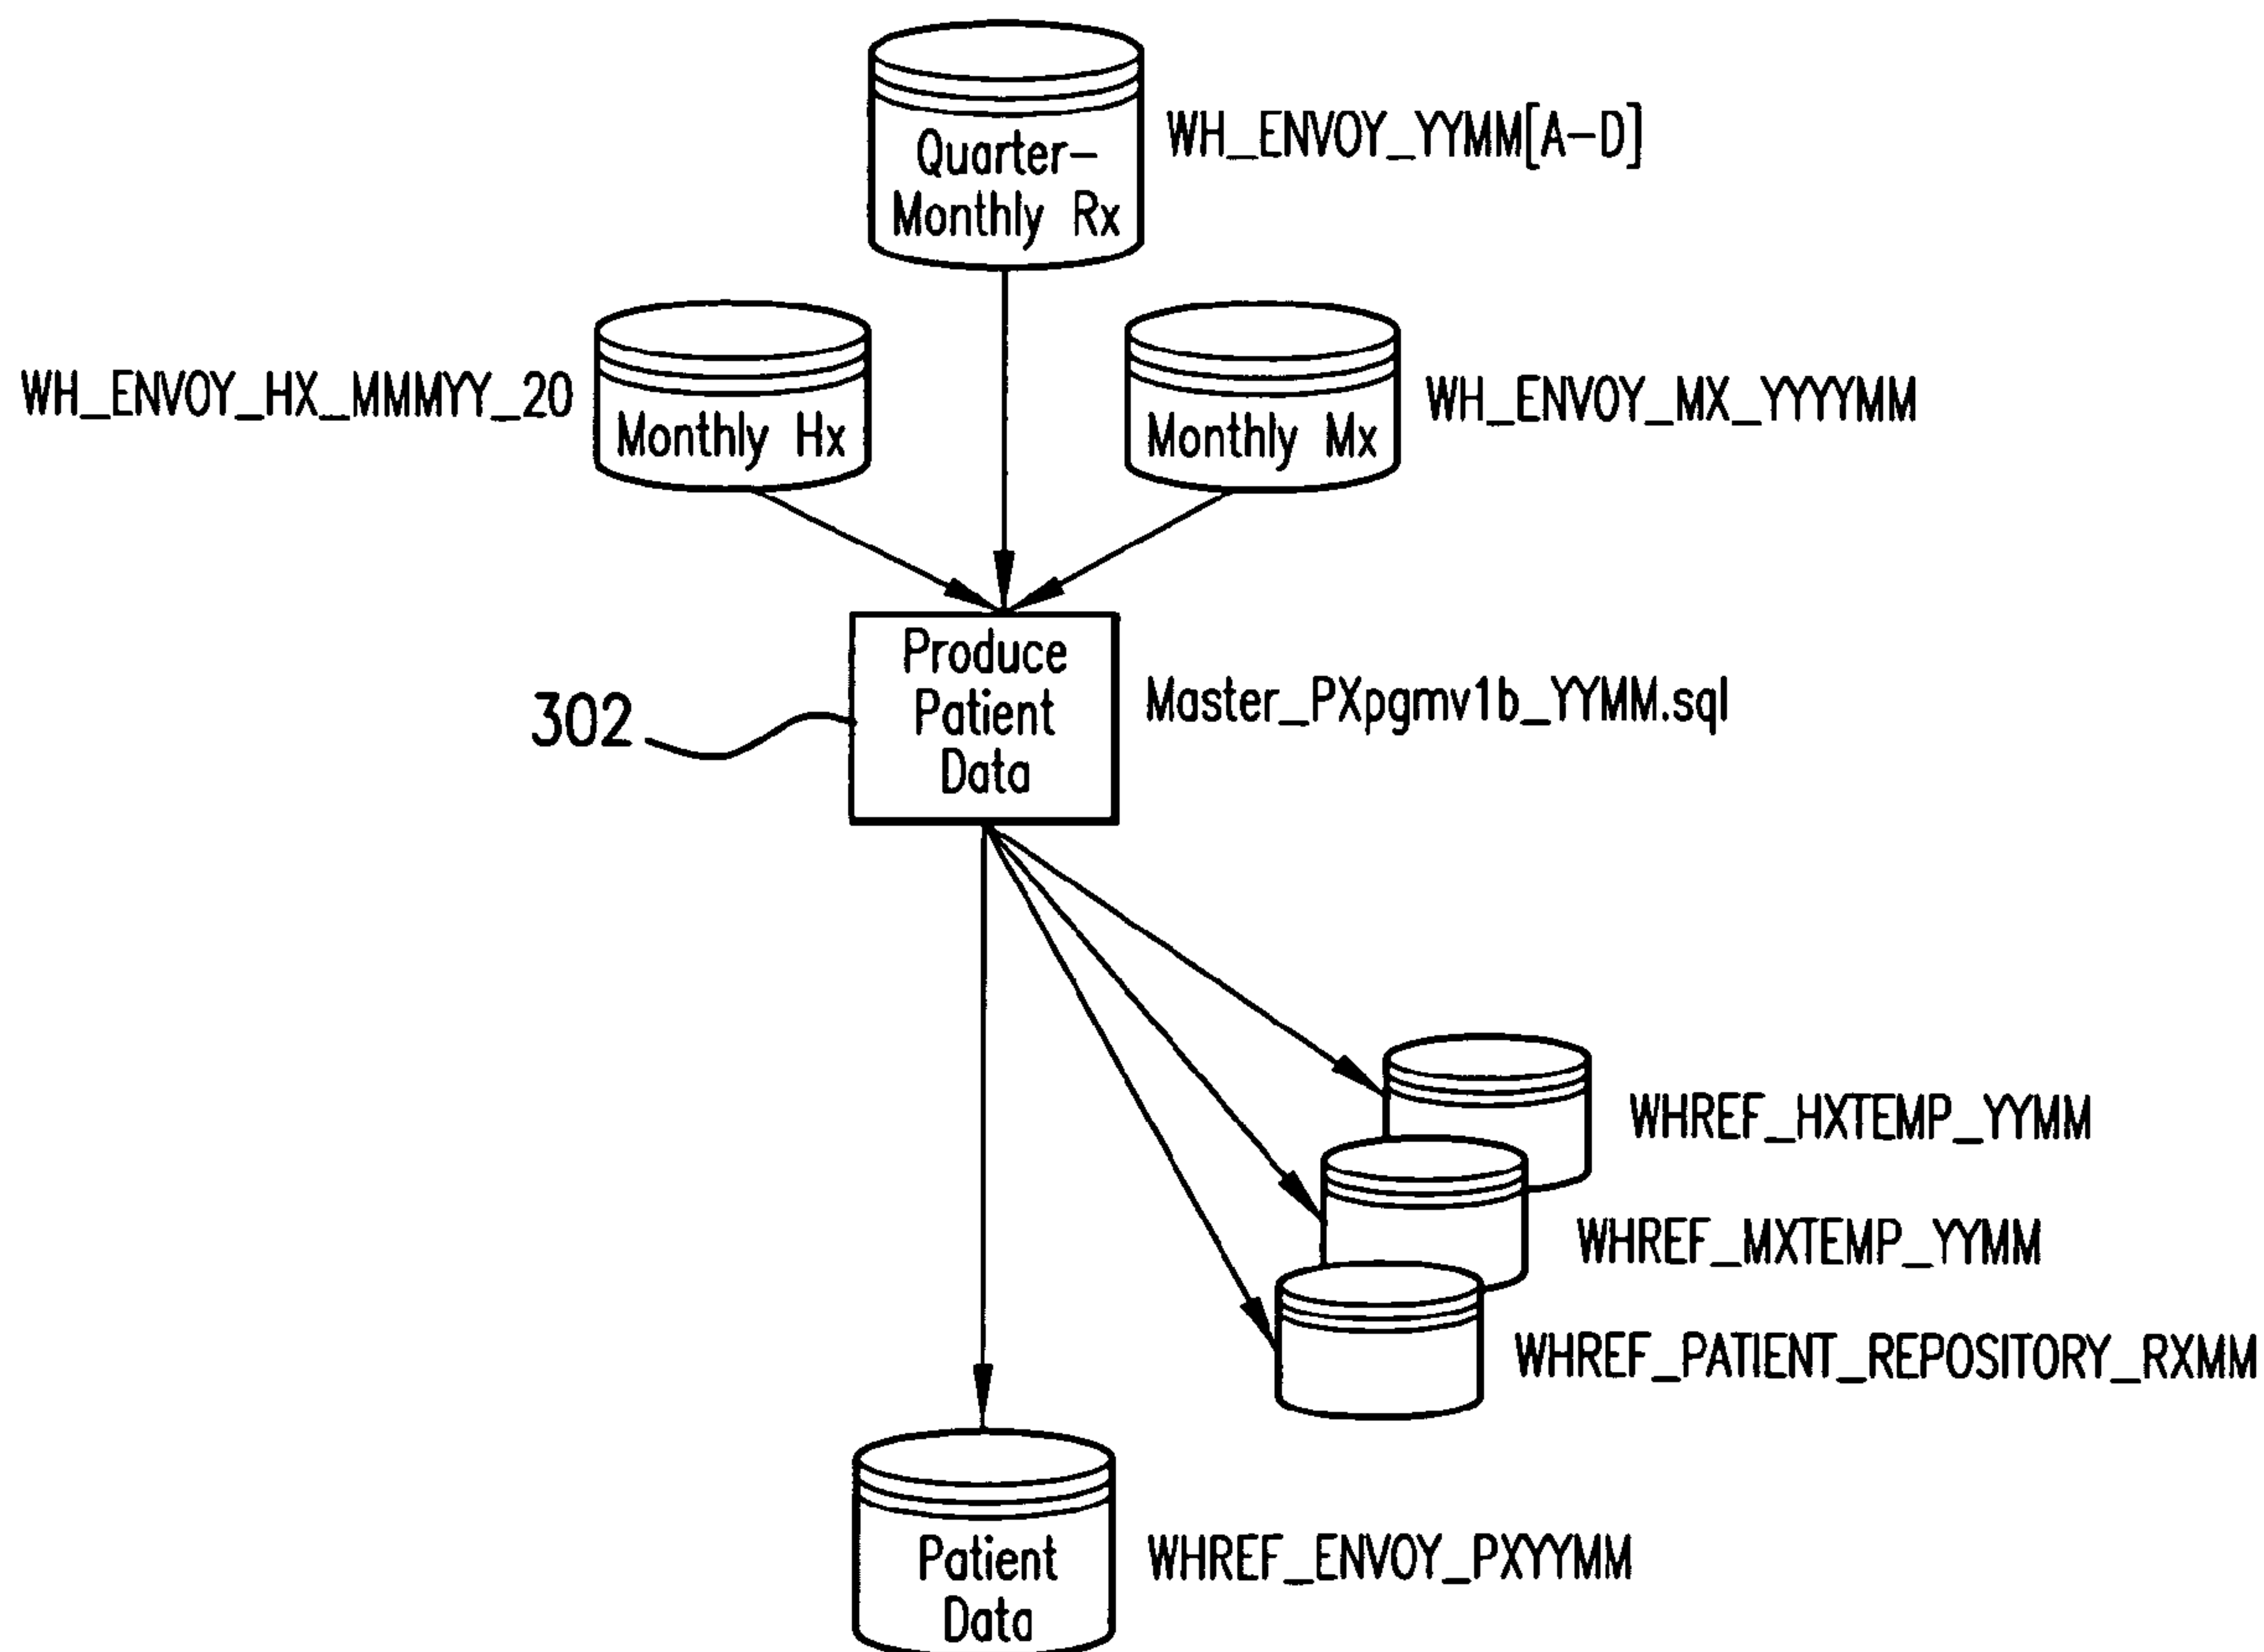 Quarter-
Monthly Rx
WH_ENVOY_YYMM[A-D]
WH_ENVOY_HX_MMMYY_20
Monthly Hx
Monthly Mx
WH_ENVOY_MX_YYYYMM
Produce
Patient
Data
302
Master_PXpgmv1b_YYMM.sql
WHREF_HXTEMP_YYMM
WHREF_MXTEMP_YYMM
WHREF_PATIENT_REPOSITORY_RXMM
Patient
Data
WHREF_ENVOY_PXYYMM